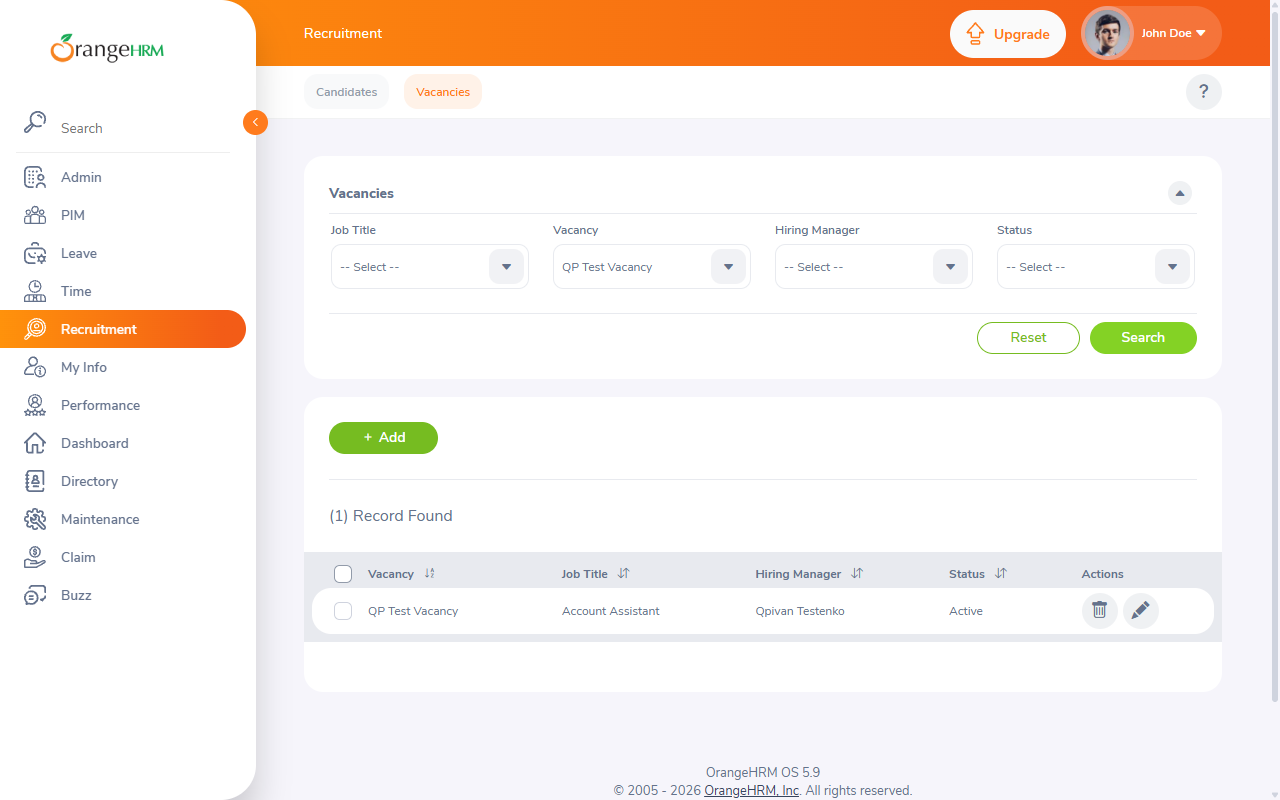 OrangeHRM
Recruitment
Upgrade
John Doe
Candidates
Vacancies
?
Search
Admin
PIM
Leave
Time
Recruitment
My Info
Performance
Dashboard
Directory
Maintenance
Claim
Buzz
Vacancies
Job Title
Vacancy
Hiring Manager
Status
-- Select --
QP Test Vacancy
-- Select --
-- Select --
Reset
Search
+ Add
(1) Record Found
Vacancy
Job Title
Hiring Manager
Status
Actions
QP Test Vacancy
Account Assistant
Qpivan Testenko
Active
OrangeHRM OS 5.9
© 2005 - 2026 OrangeHRM, Inc. All rights reserved.